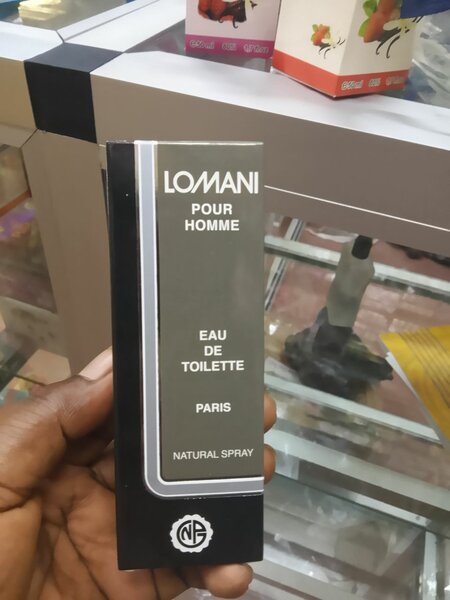 LOMANI
POUR
HOMME
EAU
DE
TOILETTE
PARIS
NATURAL SPRAY